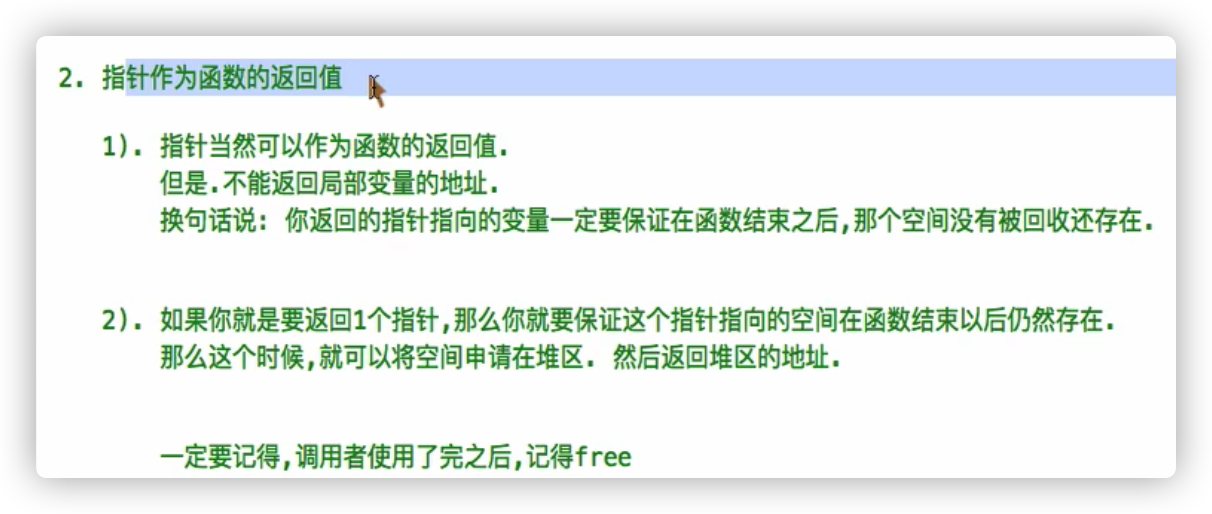 2. 指针作为函数的返回值
1). 指针当然可以作为函数的返回值.
但是.不能返回局部变量的地址.
换句话说: 你返回的指针指向的变量一定要保证在函数结束之后,那个空间没有被回收还存在.
2). 如果你就是要返回1个指针,那么你就要保证这个指针指向的空间在函数结束以后仍然存在.
那么这个时候,就可以将空间申请在堆区. 然后返回堆区的地址.
一定要记得,调用者使用了完之后,记得free